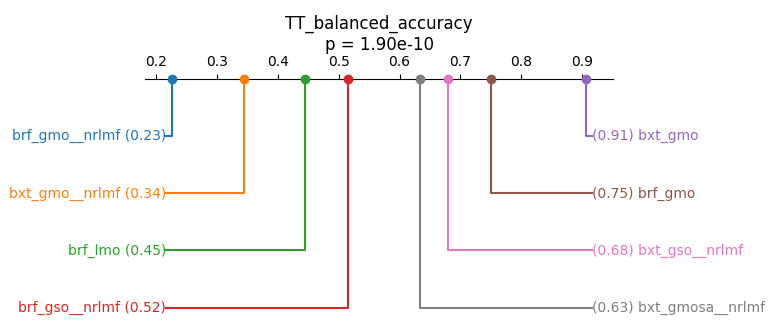 TT_balanced_accuracy
p = 1.90e-10
0.2 0.3 0.4 0.5 0.6 0.7 0.8 0.9
brf_gmo__nrlmf (0.23) (0.91) bxt_gmo
bxt_gmo__nrlmf (0.34) (0.75) brf_gmo
brf_lmo (0.45) (0.68) bxt_gso__nrlmf
brf_gso__nrlmf (0.52) (0.63) bxt_gmosa__nrlmf